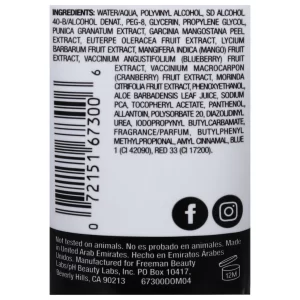 INGREDIENTS: WATER/AQUA, POLYVINYL ALCOHOL, SD ALCOHOL
40-B/ALCOHOL DENAT., PEG-8, GLYCERIN, PROPYLENE GLYCOL,
PUNICA GRANATUM EXTRACT, GARCINIA MANGOSTANA PEEL
EXTRACT, EUTERPE OLERACEA FRUIT EXTRACT, LYCIUM
BARBARUM FRUIT EXTRACT, MANGIFERA INDICA (MANGO) FRUIT
EXTRACT, VACCINIUM ANGUSTIFOLIUM (BLUEBERRY) FRUIT
EXTRACT, VACCINIUM MACROCARPON
(CRANBERRY) FRUIT EXTRACT, MORINDA
CITRIFOLIA FRUIT EXTRACT, PHENOXYETHANOL,
ALOE BARBADENSIS LEAF JUICE, SODIUM
PCA, TOCOPHERYL ACETATE, PANTHENOL,
ALLANTOIN, POLYSORBATE 20, DIAZOLIDINYL
UREA, IODOPROPYNYL BUTYLCARBAMATE,
FRAGRANCE/PARFUM, BUTYLPHENYL
METHYLPROPIONAL, AMYL CINNAMAL, BLUE
1 (CI 42090), RED 33 (CI 17200).
0 72151 67300 6
Not tested on animals. No es probado en animales. Made in
United Arab Emirates. Hecho en Emiratos Arabes
Unidos. Manufactured for Freeman Beauty
Labs/pH Beauty Labs, Inc. PO Box 10417,
Beverly Hills, CA 90213 67300DOM04
12M